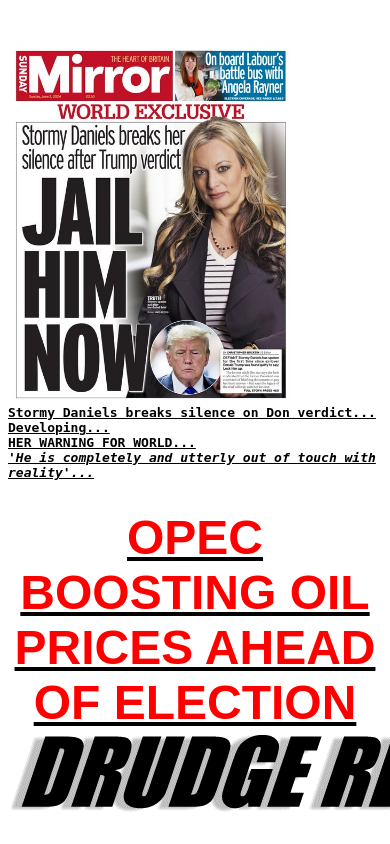 SUNDAY
Mirror
THE HEART OF BRITAIN
On board Labour's
battle bus with
Angela Rayner
WORLD EXCLUSIVE
Stormy Daniels breaks her
silence after Trump verdict
JAIL
HIM
NOW
TRUTH
Stormy Daniels breaks silence on Don verdict...
Developing...
HER WARNING FOR WORLD...
'He is completely and utterly out of touch with
reality'...
OPEC
BOOSTING OIL
PRICES AHEAD
OF ELECTION
DRUDGE RE